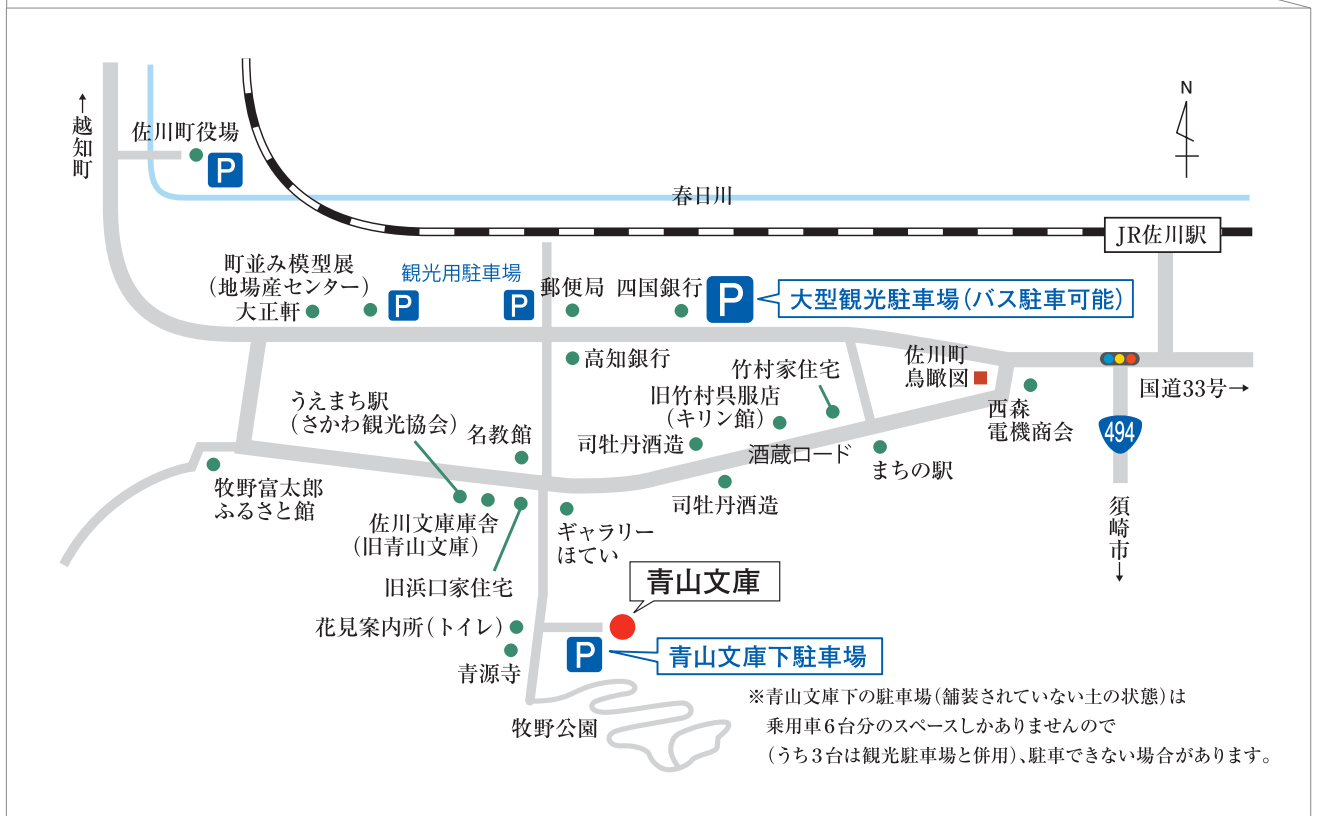 N
↑
越知町
佐川町役場
P
春日川
JR佐川駅
町並み模型展
（地場産センター）
大正軒
観光用駐車場
P
P
郵便局
四国銀行
P
大型観光駐車場（バス駐車可能）
高知銀行
竹村家住宅
佐川町
鳥瞰図
国道33号→
旧竹村呉服店
（キリン館）
西森
電機商会
494
うえまち駅
（さかわ観光協会）
名教館
司牡丹酒造
酒蔵ロード
まちの駅
牧野富太郎
ふるさと館
司牡丹酒造
須崎市
↓
佐川文庫庫舎
（旧青山文庫）
ギャラリー
ほてい
旧浜口家住宅
青山文庫
花見案内所（トイレ）
P
青山文庫下駐車場
青源寺
牧野公園
※青山文庫下の駐車場（舗装されていない土の状態）は
乗用車6台分のスペースしかありませんので
（うち3台は観光駐車場と併用）、駐車できない場合があります。